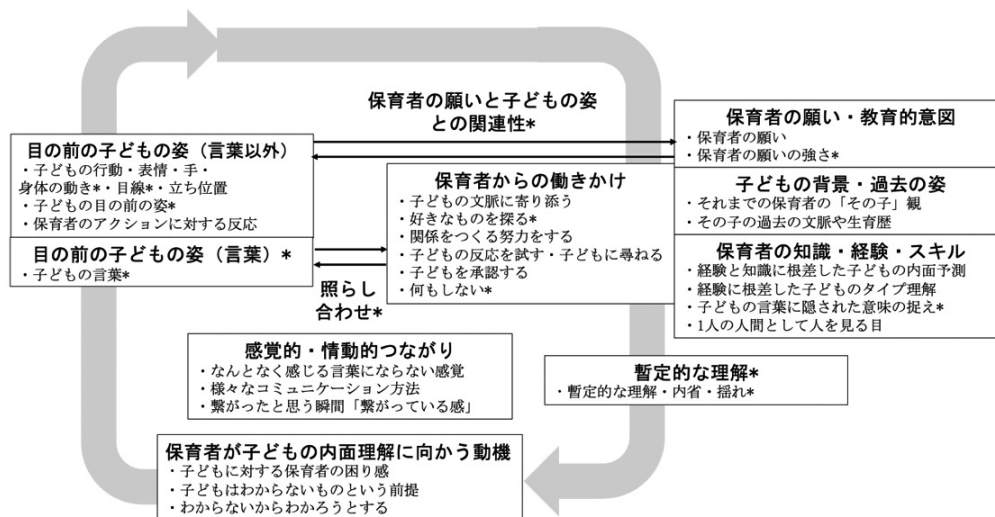 保育者の願いと子どもの姿
との関連性*
目の前の子どもの姿（言葉以外）
・子どもの行動・表情・手・
身体の動き*・目線*・立ち位置
・子どもの目の前の姿*
・保育者のアクションに対する反応
目の前の子どもの姿（言葉）*
・子どもの言葉*
照らし
合わせ*
保育者からの働きかけ
・子どもの文脈に寄り添う
・好きなものを探る*
・関係をつくる努力をする
・子どもの反応を試す・子どもに尋ねる
・子どもを承認する
・何もしない*
保育者の願い・教育的意図
・保育者の願い
・保育者の願いの強さ*
子どもの背景・過去の姿
・それまでの保育者の「その子」観
・その子の過去の文脈や生育歴
保育者の知識・経験・スキル
・経験と知識に根差した子どもの内面予測
・経験に根差した子どものタイプ理解
・子どもの言葉に隠された意味の捉え*
・1人の人間として人を見る目
感覚的・情動的つながり
・なんとなく感じる言葉にならない感覚
・様々なコミュニケーション方法
・繋がったと思う瞬間「繋がっている感」
暫定的な理解*
・暫定的な理解・内省・揺れ*
保育者が子どもの内面理解に向かう動機
・子どもに対する保育者の困り感
・子どもはわからないものという前提
・わからないからわかろうとする